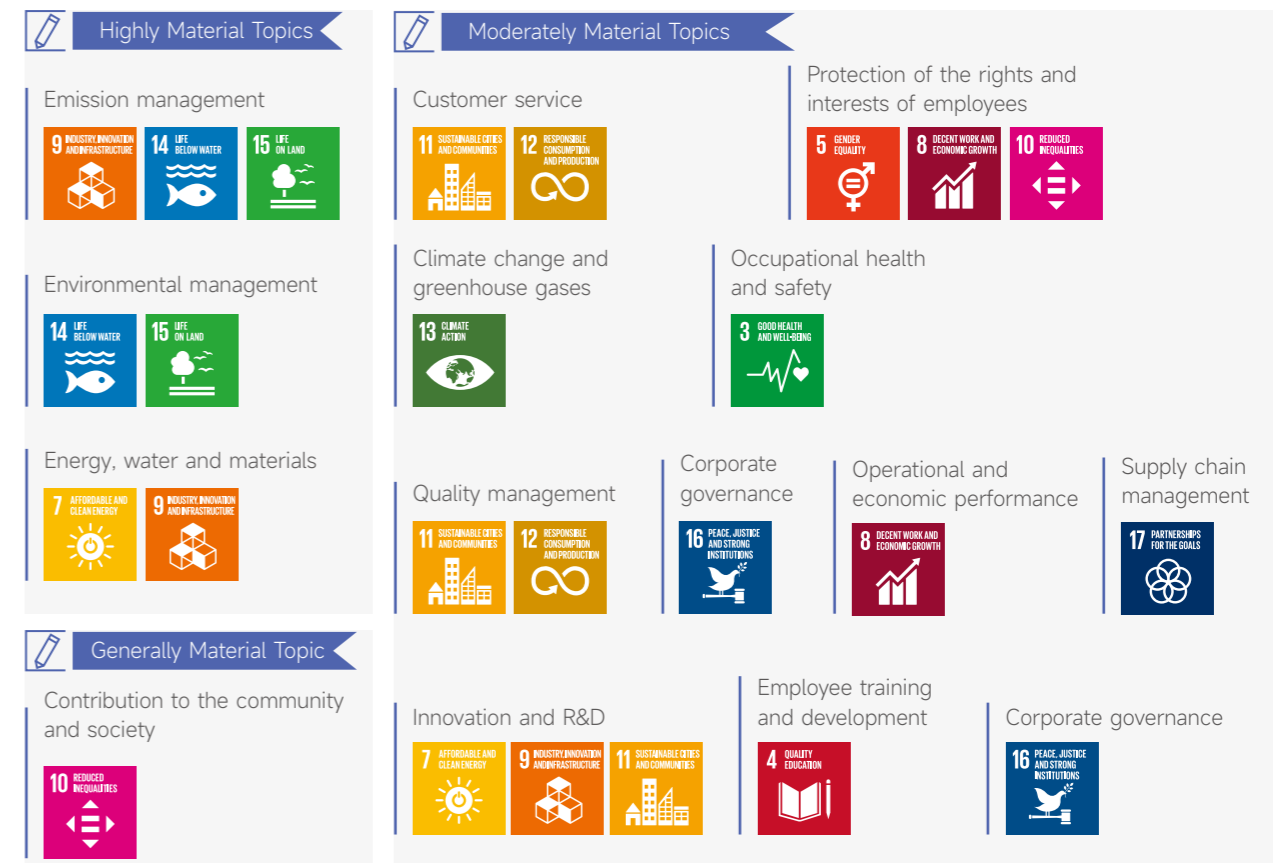 Highly Material Topics
Emission management
9 INDUSTRY, INNOVATION
AND INFRASTRUCTURE
14 LIFE
BELOW WATER
15 LIFE
ON LAND
Environmental management
14 LIFE
BELOW WATER
15 LIFE
ON LAND
Energy, water and materials
7 AFFORDABLE AND
CLEAN ENERGY
9 INDUSTRY, INNOVATION
AND INFRASTRUCTURE
Generally Material Topic
Contribution to the community
and society
10 REDUCED
INEQUALITIES
Moderately Material Topics
Customer service
11 SUSTAINABLE CITIES
AND COMMUNITIES
12 RESPONSIBLE
CONSUMPTION
AND PRODUCTION
Protection of the rights and
interests of employees
5 GENDER
EQUALITY
8 DECENT WORK AND
ECONOMIC GROWTH
10 REDUCED
INEQUALITIES
Climate change and
greenhouse gases
13 CLIMATE
ACTION
Occupational health
and safety
3 GOOD HEALTH
AND WELL-BEING
Quality management
11 SUSTAINABLE CITIES
AND COMMUNITIES
12 RESPONSIBLE
CONSUMPTION
AND PRODUCTION
Corporate
governance
16 PEACE, JUSTICE
AND STRONG
INSTITUTIONS
Operational and
economic performance
8 DECENT WORK AND
ECONOMIC GROWTH
Supply chain
management
17 PARTNERSHIPS
FOR THE GOALS
Innovation and R&D
7 AFFORDABLE AND
CLEAN ENERGY
9 INDUSTRY, INNOVATION
AND INFRASTRUCTURE
11 SUSTAINABLE CITIES
AND COMMUNITIES
Employee training
and development
4 QUALITY
EDUCATION
Corporate governance
16 PEACE, JUSTICE
AND STRONG
INSTITUTIONS